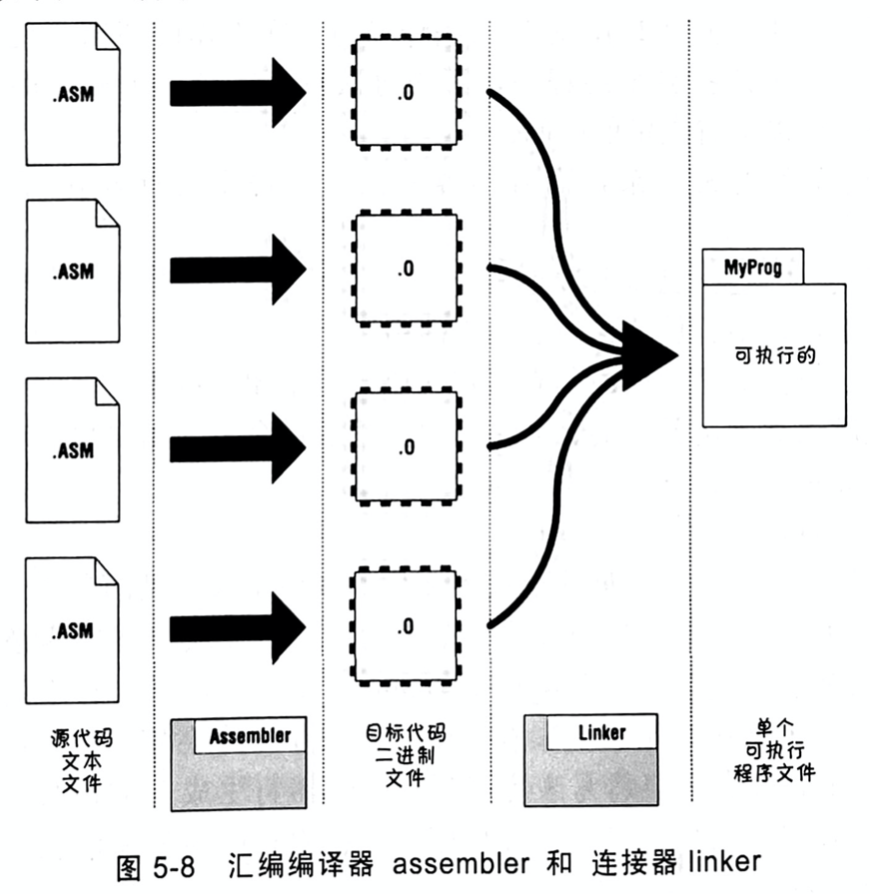 .ASM
.O
.ASM
.O
MyProg
可执行的
.ASM
.O
.ASM
.O
源代码
文本
文件
Assembler
目标代码
二进制
文件
Linker
单个
可执行
程序文件
图 5-8 汇编编译器 assembler 和 连接器 linker